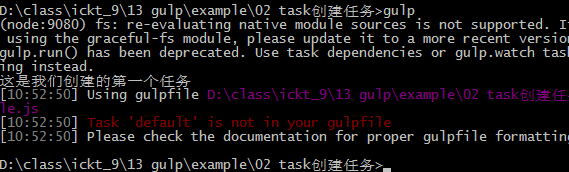 D:\class\ickt_9\13 gulp\example\02 task创建任务>gulp
(node:9080) fs: re-evaluating native module sources is not supported. I
using the graceful-fs module, please update it to a more recent version
gulp.run() has been deprecated. Use task dependencies or gulp.watch task
ing instead.
这是我们创建的第一个任务
[10:52:50] Using gulpfile D:\class\ickt_9\13 gulp\example\02 task创建任
le.js
[10:52:50] Task 'default' is not in your gulpfile
[10:52:50] Please check the documentation for proper gulpfile formatting
D:\class\ickt_9\13 gulp\example\02 task创建任务>